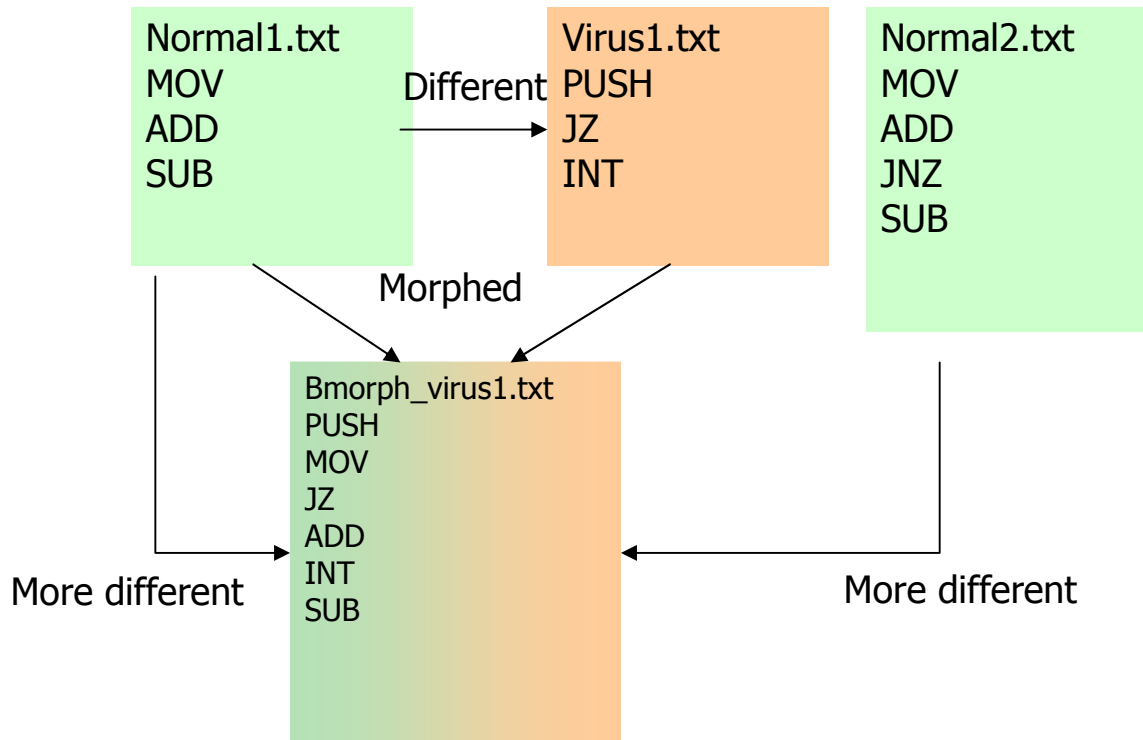 Normal1.txt
MOV
ADD
SUB
Different
Virus1.txt
PUSH
JZ
INT
Normal2.txt
MOV
ADD
JNZ
SUB
Morphed
Bmorph_virus1.txt
PUSH
MOV
JZ
ADD
INT
SUB
More different
More different